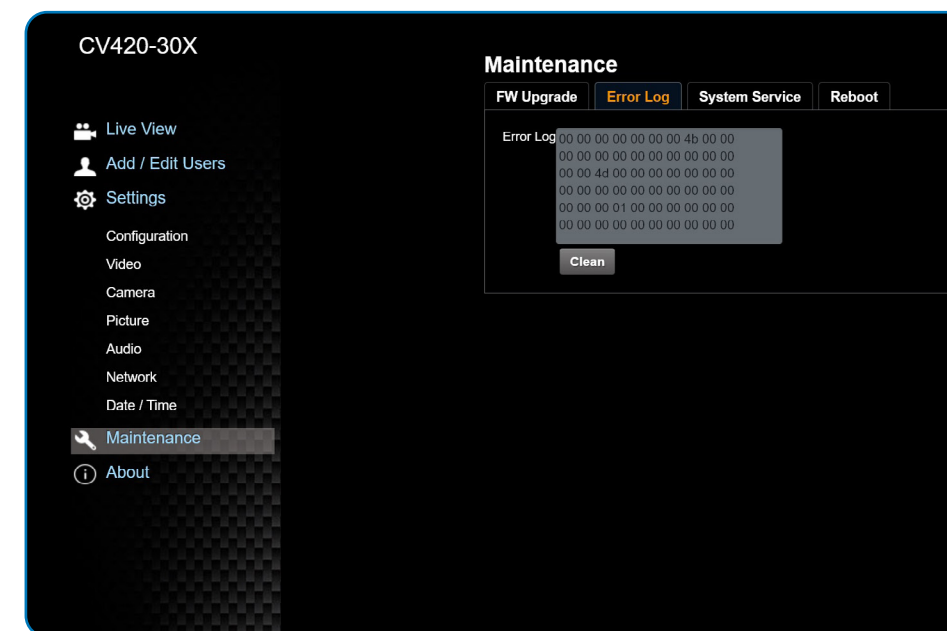 CV420-30X
Live View
Add / Edit Users
Settings
Configuration
Video
Camera
Picture
Audio
Network
Date / Time
Maintenance
About
Maintenance
FW Upgrade Error Log System Service Reboot
Error Log
00 00 00 00 00 00 00 4b 00 00
00 00 00 00 00 00 00 00 00 00
00 00 4d 00 00 00 00 00 00 00
00 00 00 00 00 00 00 00 00 00
00 00 00 01 00 00 00 00 00 00
00 00 00 00 00 00 00 00 00 00
Clean